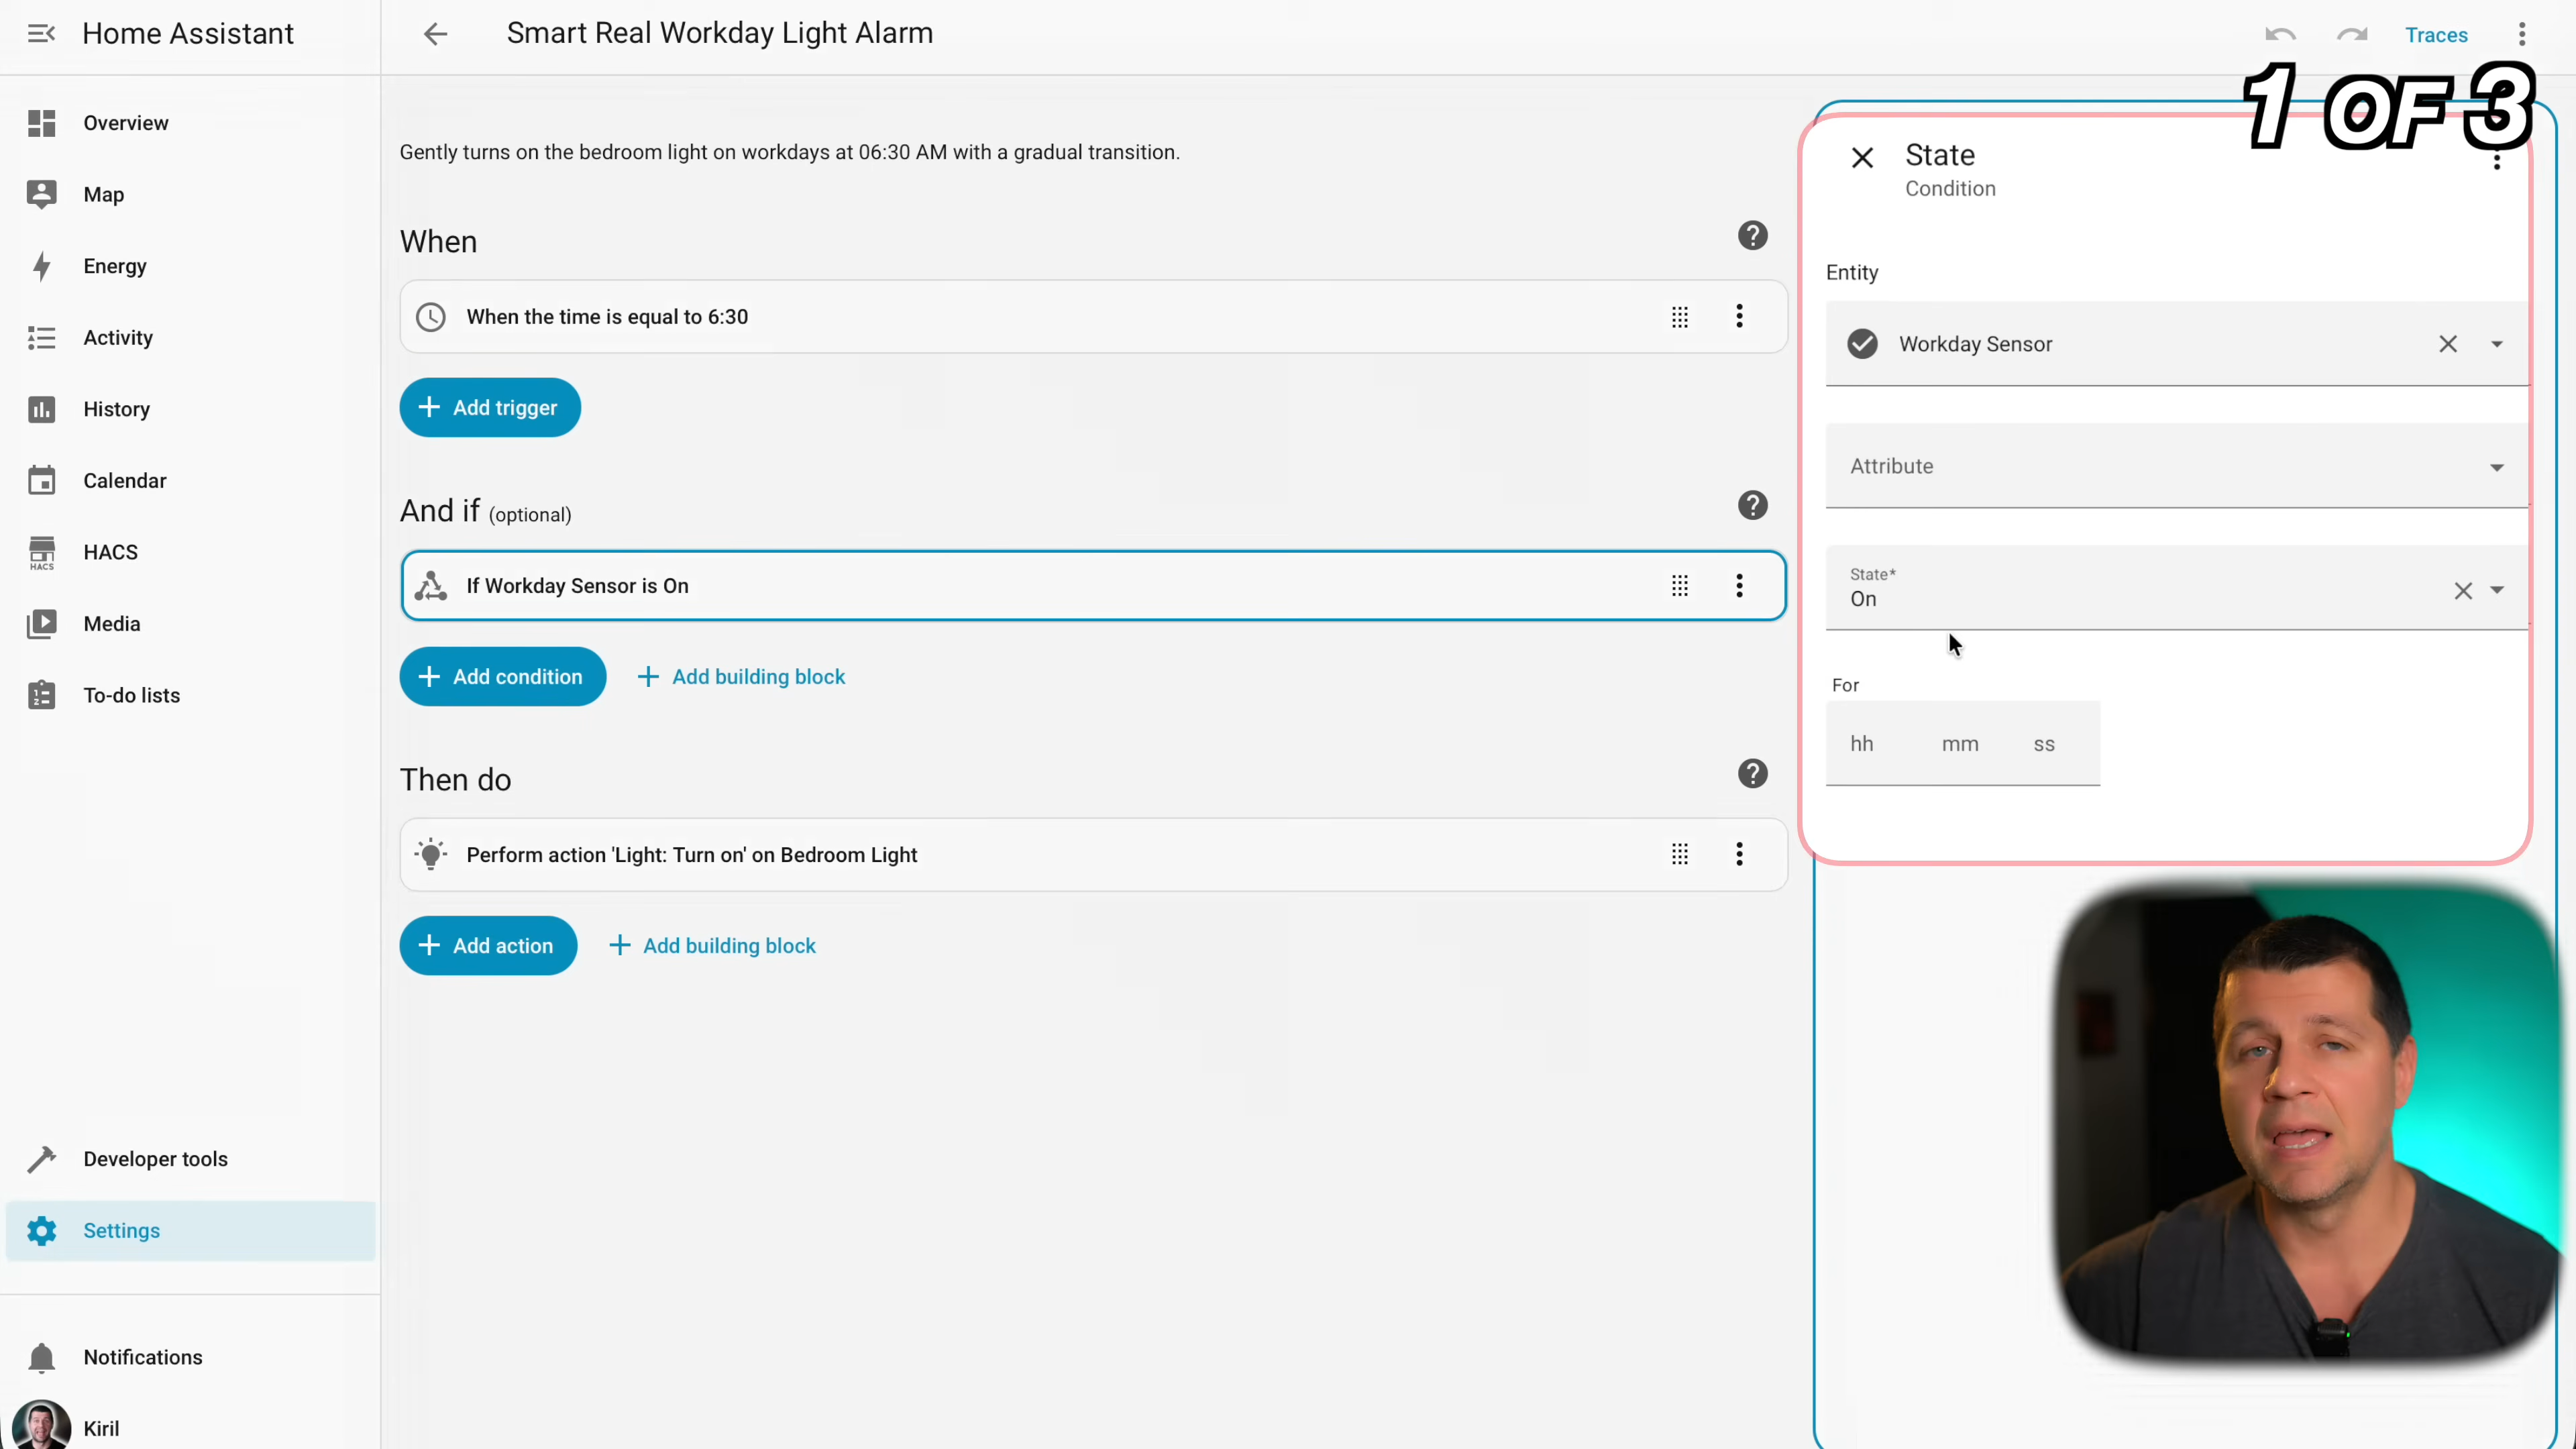 Home Assistant
Smart Real Workday Light Alarm
Traces
1 OF 3
Overview
Map
Energy
Activity
History
Calendar
HACS
HACS
Media
To-do lists
Developer tools
Settings
Notifications
Kiril
Gently turns on the bedroom light on workdays at 06:30 AM with a gradual transition.
When
When the time is equal to 6:30
Add trigger
And if (optional)
If Workday Sensor is On
Add condition
Add building block
Then do
Perform action 'Light: Turn on' on Bedroom Light
Add action
Add building block
State
Condition
Entity
Workday Sensor
Attribute
State*
On
For
hh mm ss